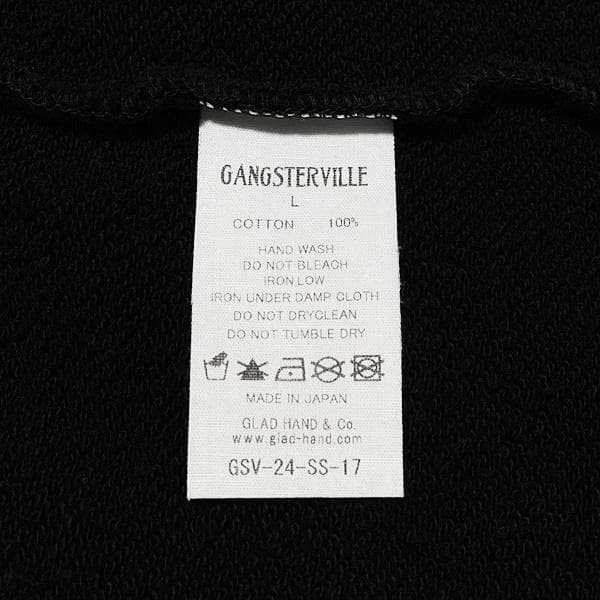 GANGSTERVILLE
L
COTTON 100%
HAND WASH
DO NOT BLEACH
IRON LOW
IRON UNDER DAMP CLOTH
DO NOT DRYCLEAN
DO NOT TUMBLE DRY
MADE IN JAPAN
GLAD HAND & Co.
www.glad-hand.com
GSV-24-SS-17